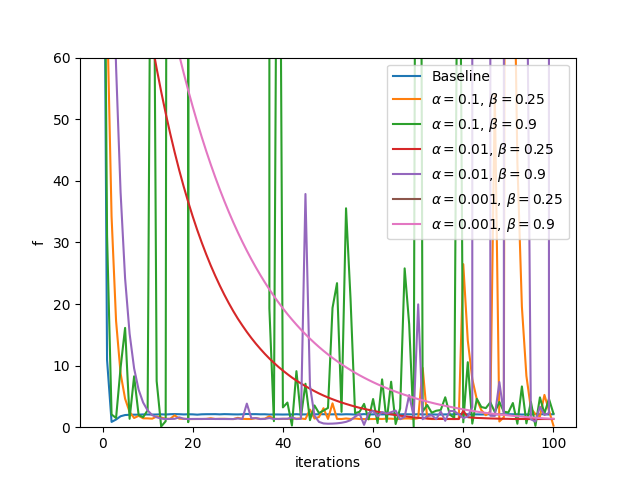 60
50
40
30
20
10
0
f
0
20
40
60
80
100
iterations
Baseline
α = 0.1, β = 0.25
α = 0.1, β = 0.9
α = 0.01, β = 0.25
α = 0.01, β = 0.9
α = 0.001, β = 0.25
α = 0.001, β = 0.9